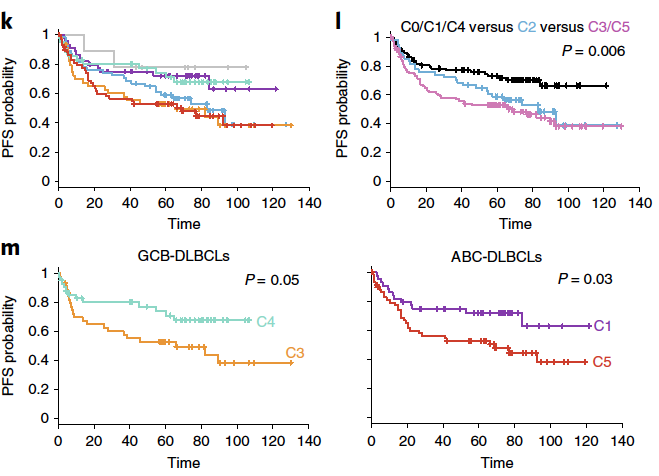 k
PFS probability
1
0.8
0.6
0.4
0.2
0
0 20 40 60 80 100 120 140
Time
l
C0/C1/C4 versus C2 versus C3/C5
P = 0.006
PFS probability
1
0.8
0.6
0.4
0.2
0
0 20 40 60 80 100 120 140
Time
m
GCB-DLBCLs
P = 0.05
PFS probability
1
0.8
0.6
0.4
0.2
0
C4
C3
0 20 40 60 80 100 120 140
Time
ABC-DLBCLs
P = 0.03
C1
C5
0 20 40 60 80 100 120 140
Time